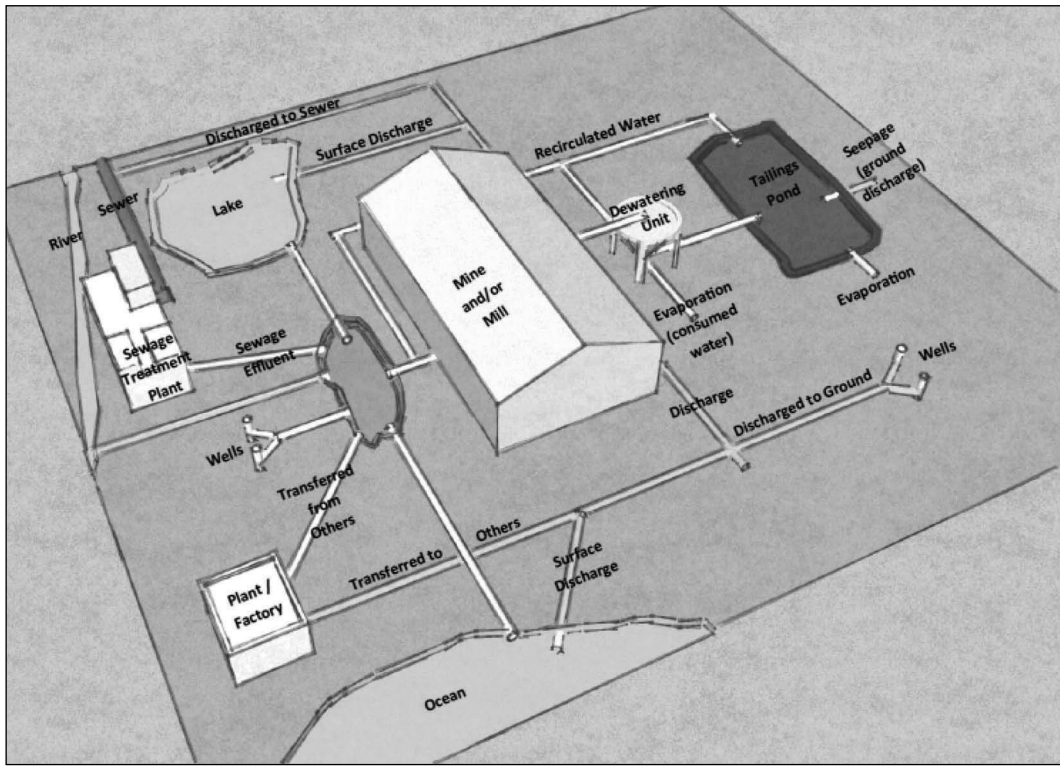 Discharged to Sewer
Surface Discharge
Recirculated Water
Seepage
(ground
discharge)
Tailings
Pond
Sewer
Lake
Dewatering
Unit
River
Evaporation
Mine
and/or
Mill
Evaporation
(consumed
water)
Sewage
Treatment
Plant
Sewage
Effluent
Wells
Discharge
Discharged to Ground
Wells
Transferred
from
Others
Others
Transferred to
Surface
Discharge
Plant /
Factory
Ocean